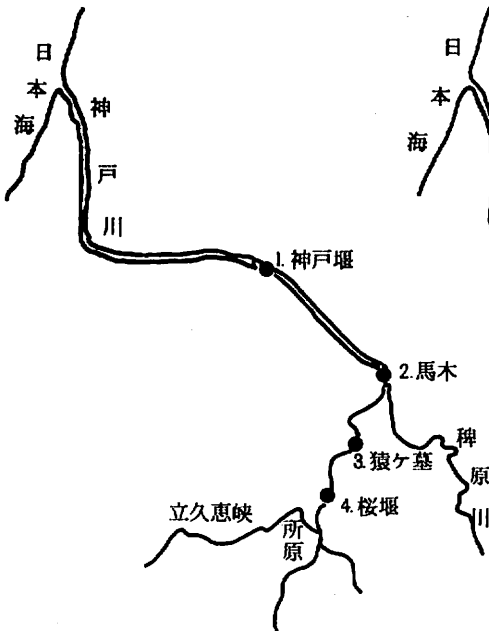 日本海
神戸川
1.神戸堰
2.馬木
3.猿ケ墓
稗原川
4.桜堰
立久恵峡
所原
日本海